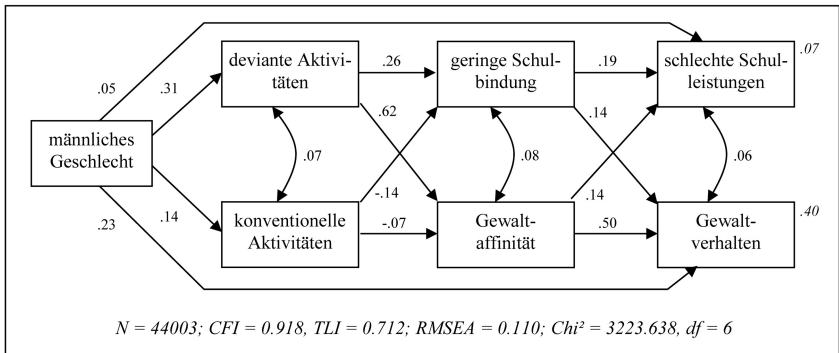 .07
deviante Aktivi-
täten
.26
geringe Schul-
bindung
.19
schlechte Schul-
leistungen
.05
.31
.62
.14
männliches
Geschlecht
.07
.08
.06
.23
.14
-.14
.14
.40
konventionelle
Aktivitäten
-.07
Gewalt-
affinität
.50
Gewalt-
verhalten
N = 44003; CFI = 0.918, TLI = 0.712; RMSEA = 0.110; Chi² = 3223.638, df = 6